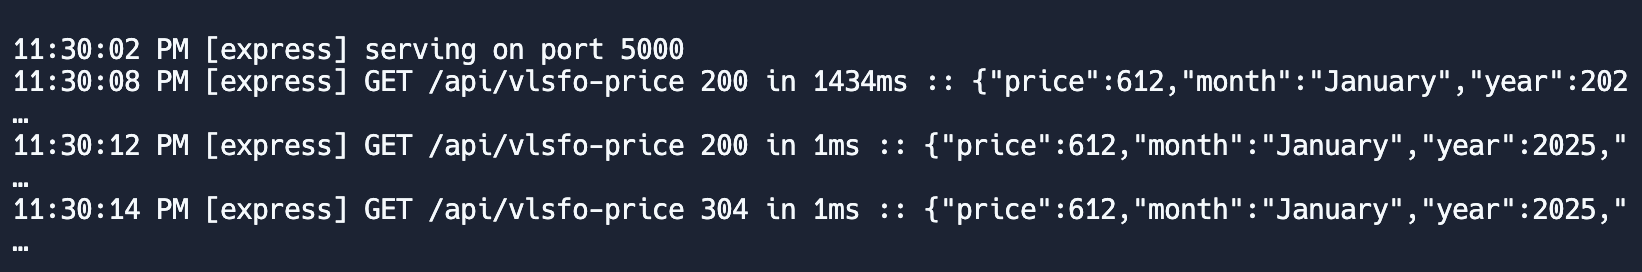 11:30:02 PM [express] serving on port 5000
11:30:08 PM [express] GET /api/vlsfo-price 200 in 1434ms :: {"price":612,"month":"January","year":202
…
11:30:12 PM [express] GET /api/vlsfo-price 200 in 1ms :: {"price":612,"month":"January","year":2025,"
…
11:30:14 PM [express] GET /api/vlsfo-price 304 in 1ms :: {"price":612,"month":"January","year":2025,"
…